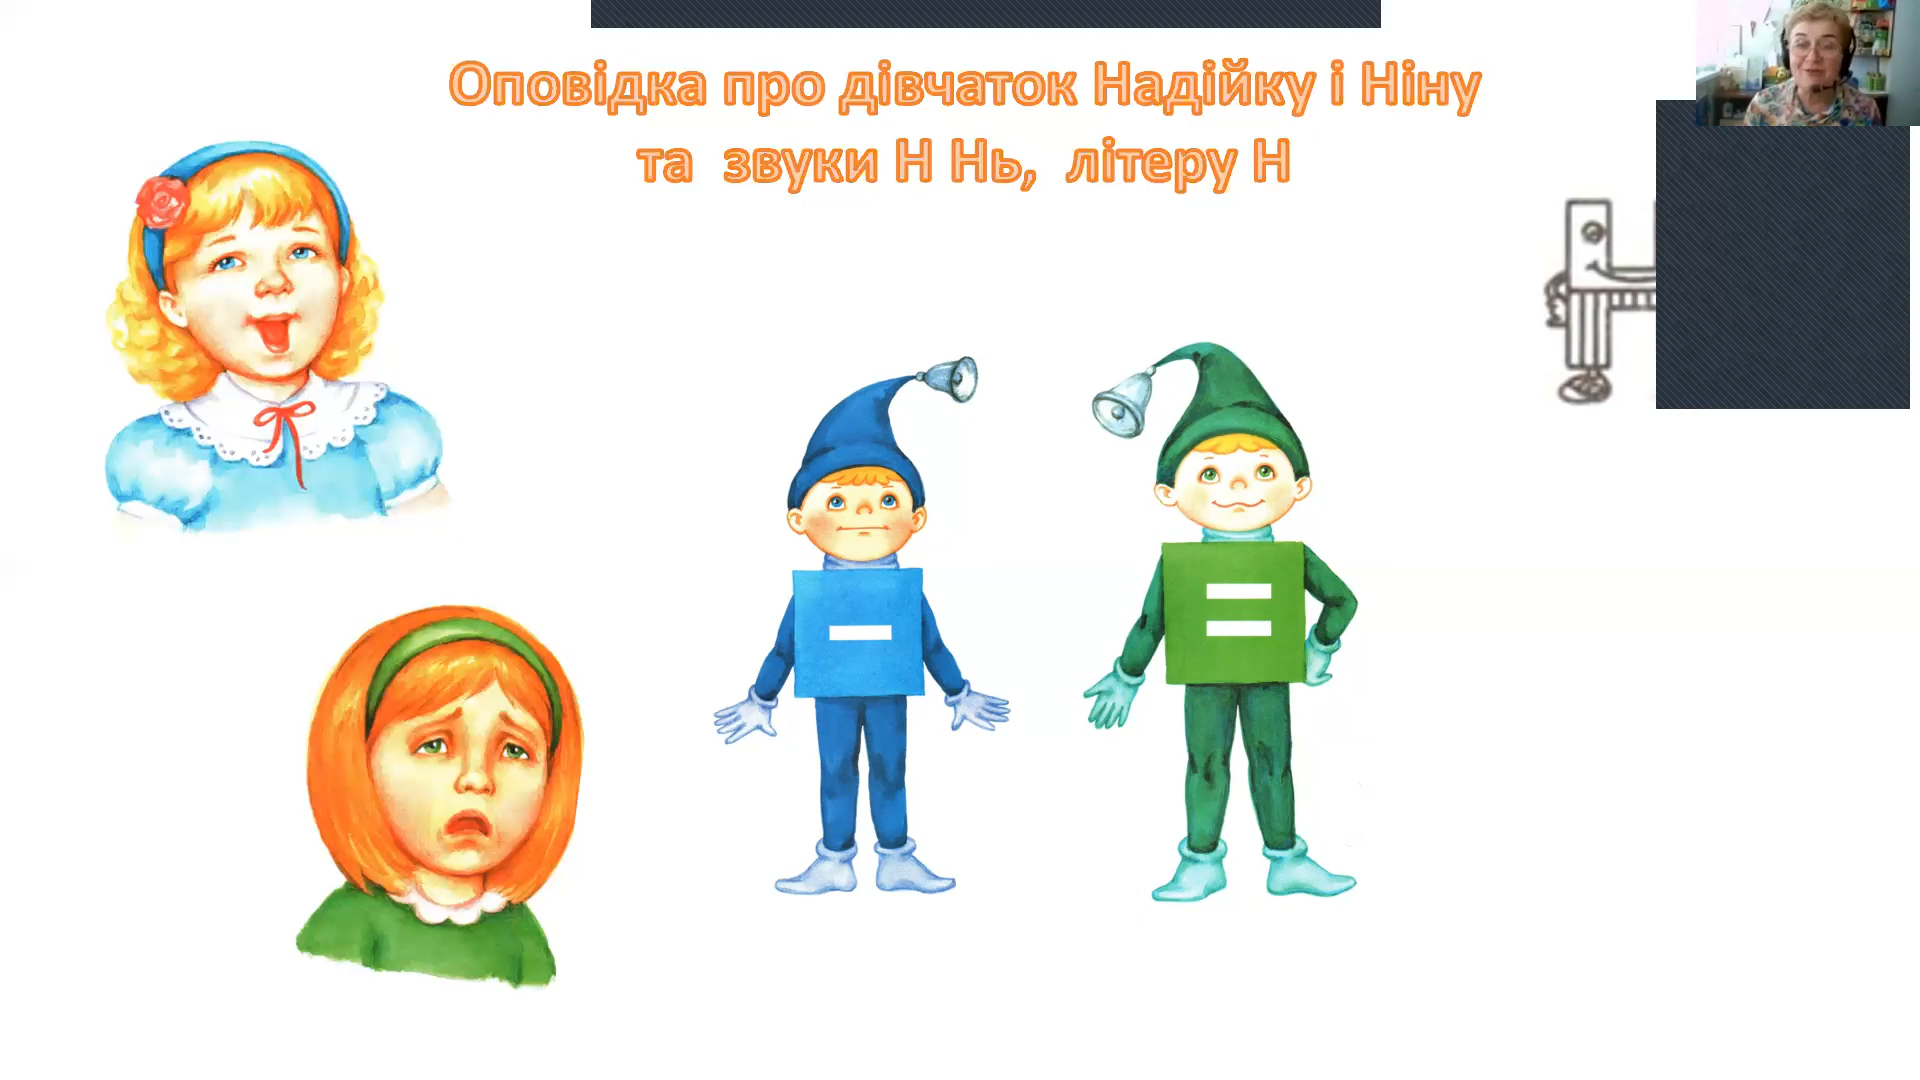 Оповідка про дівчаток Надійку і Ніну
та звуки Н Нь, літеру Н